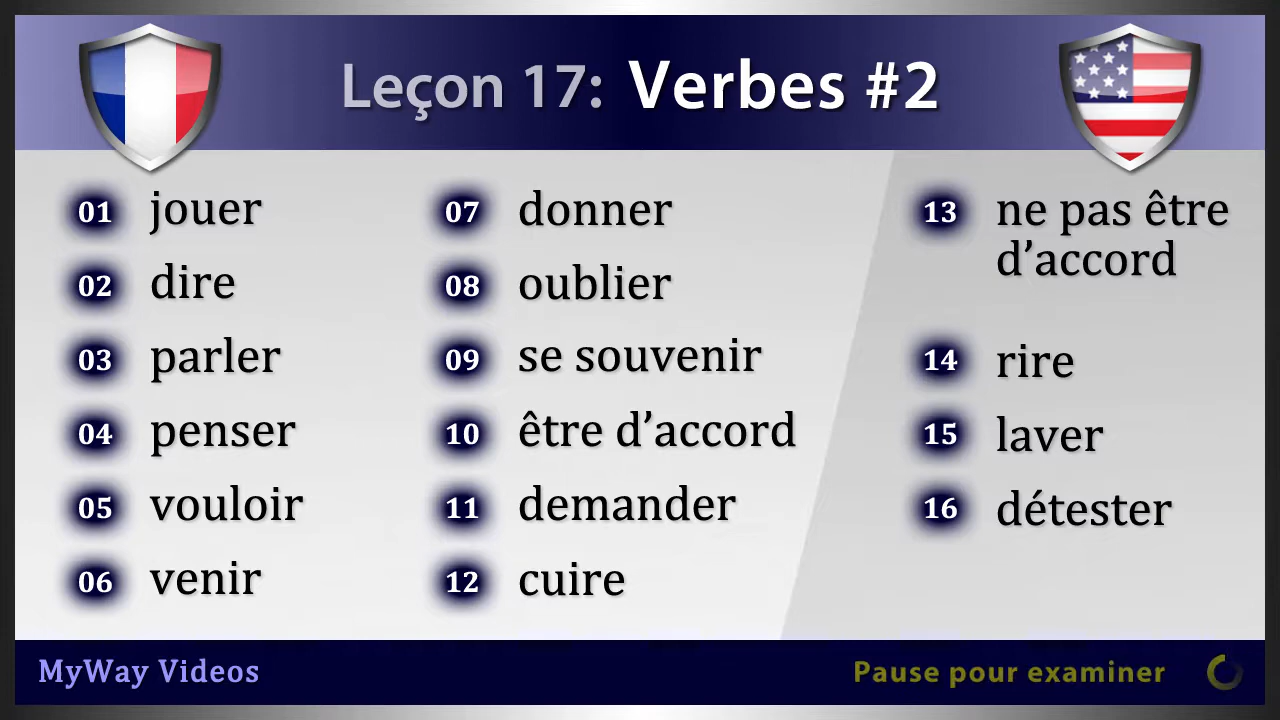 Leçon 17: Verbes #2
01 jouer
02 dire
03 parler
04 penser
05 vouloir
06 venir
07 donner
08 oublier
09 se souvenir
10 être d’accord
11 demander
12 cuire
13 ne pas être
d’accord
14 rire
15 laver
16 détester
MyWay Videos
Pause pour examiner